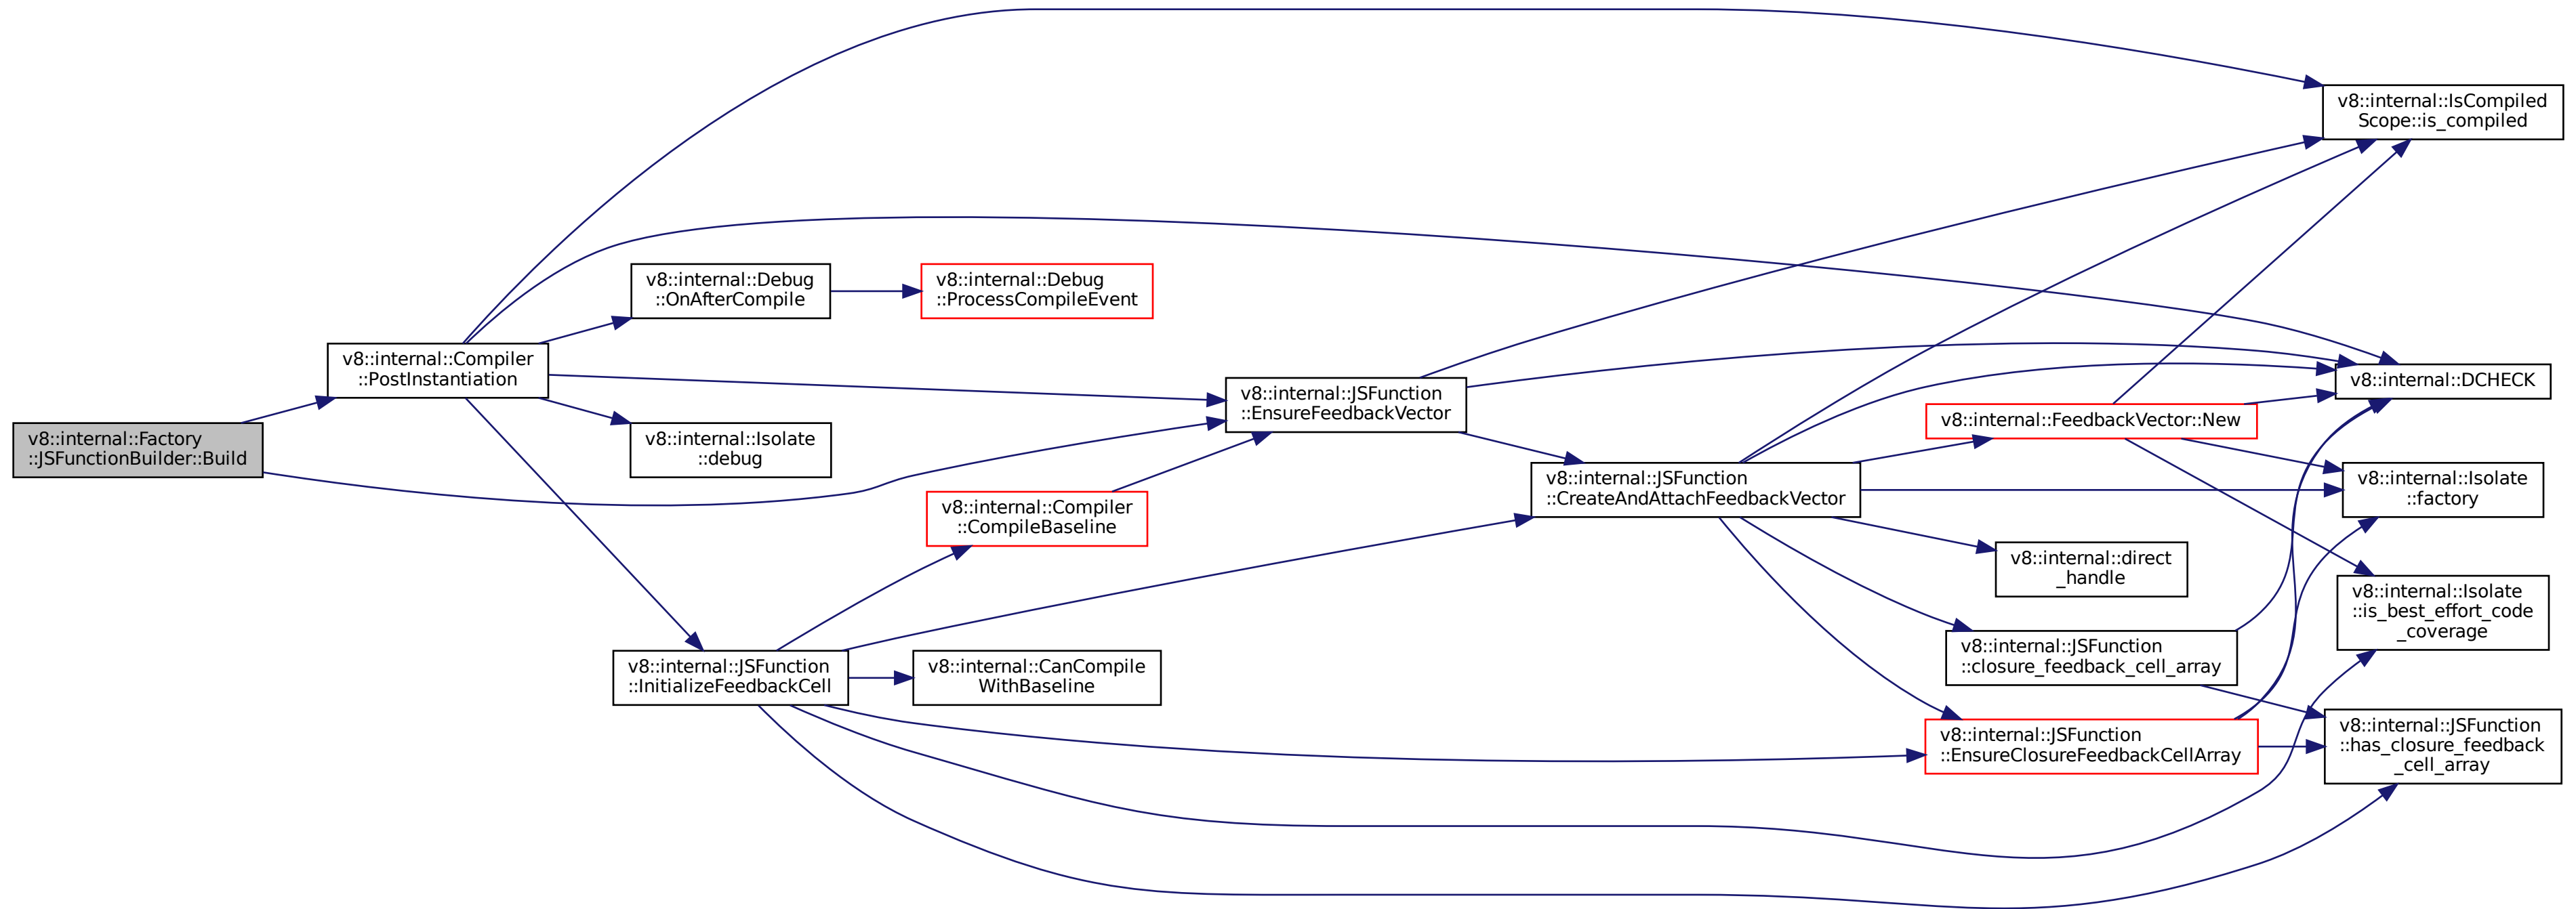 v8::internal::Factory
::JSFunctionBuilder::Build
v8::internal::Compiler
::PostInstantiation
v8::internal::Debug
::OnAfterCompile
v8::internal::Debug
::ProcessCompileEvent
v8::internal::Isolate
::debug
v8::internal::JSFunction
::InitializeFeedbackCell
v8::internal::Compiler
::CompileBaseline
v8::internal::CanCompile
WithBaseline
v8::internal::JSFunction
::EnsureFeedbackVector
v8::internal::JSFunction
::CreateAndAttachFeedbackVector
v8::internal::FeedbackVector::New
v8::internal::direct
_handle
v8::internal::JSFunction
::closure_feedback_cell_array
v8::internal::JSFunction
::EnsureClosureFeedbackCellArray
v8::internal::IsCompiled
Scope::is_compiled
v8::internal::DCHECK
v8::internal::Isolate
::factory
v8::internal::Isolate
::is_best_effort_code
_coverage
v8::internal::JSFunction
::has_closure_feedback
_cell_array